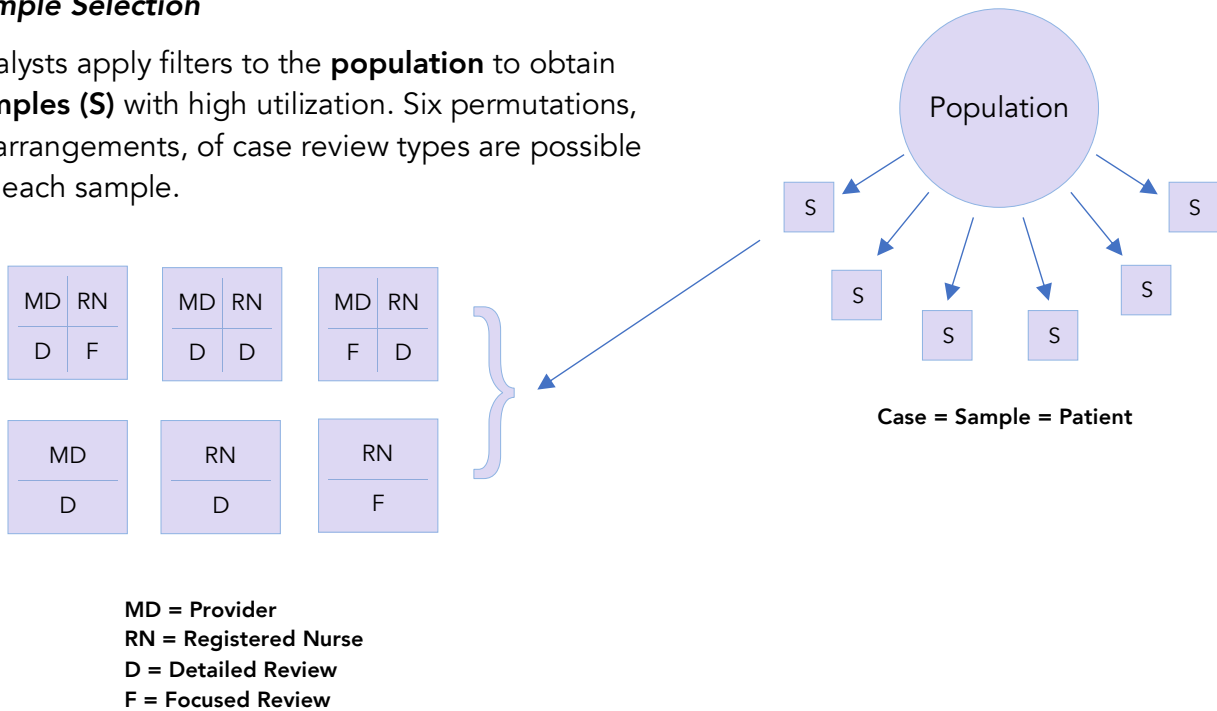 mple Selection
alysts apply filters to the population to obtain
mples (S) with high utilization. Six permutations,
arrangements, of case review types are possible
each sample.
Population
S
S
S
S
S
S
Case = Sample = Patient
MD RN
D F
MD RN
D D
MD RN
F D
MD
D
RN
D
RN
F
MD = Provider
RN = Registered Nurse
D = Detailed Review
F = Focused Review